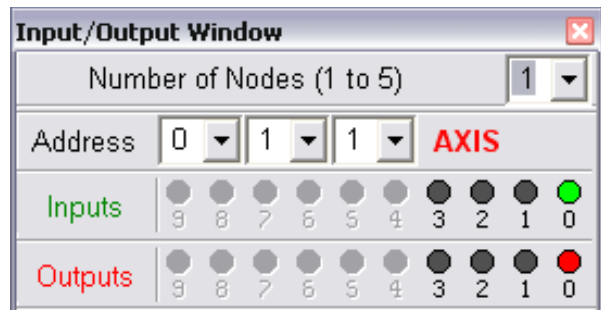 Input/Output Window
Number of Nodes (1 to 5) 1
Address 0 1 1 AXIS
Inputs 9 8 7 6 5 4 3 2 1 0
Outputs 9 8 7 6 5 4 3 2 1 0